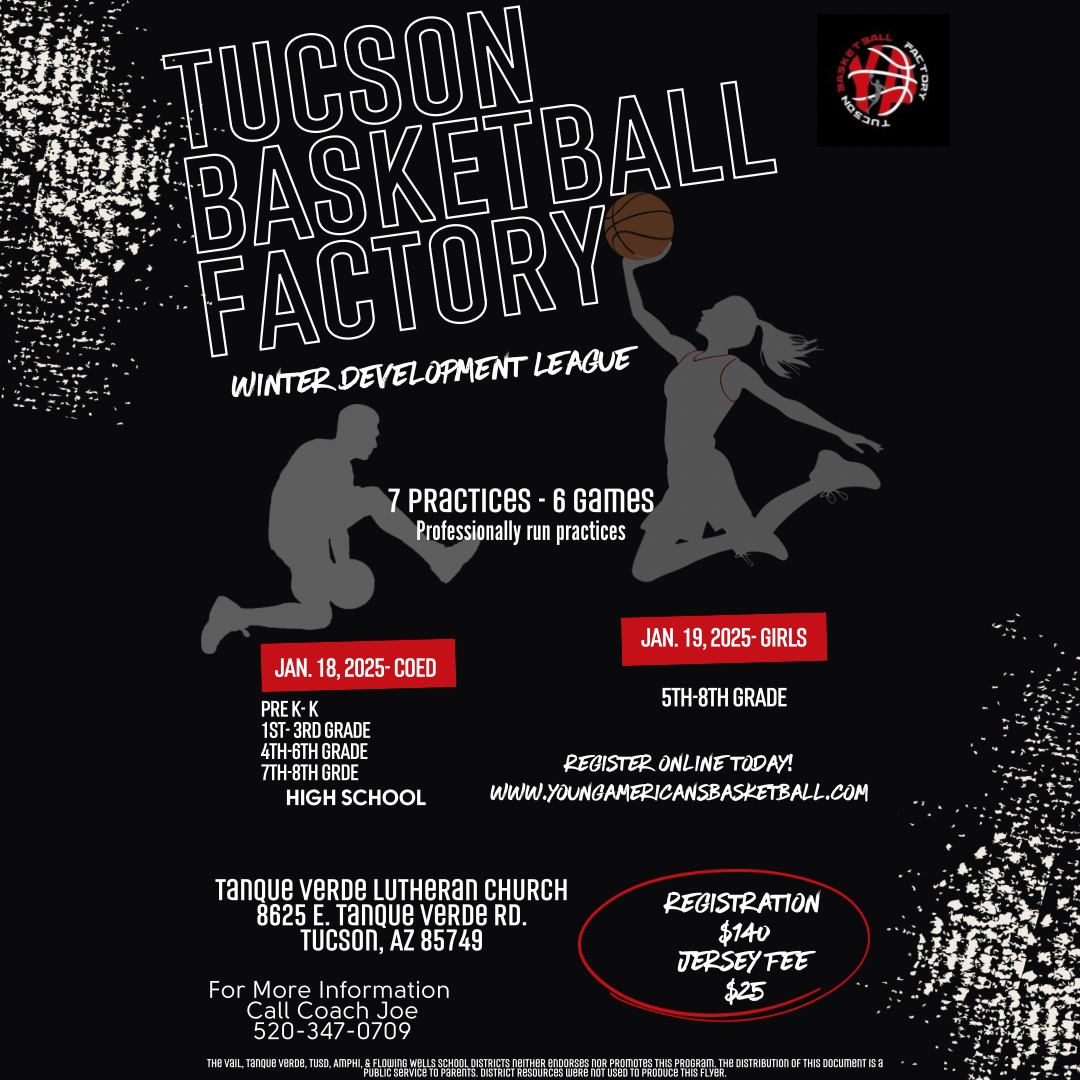 TUCSON
BASKETBALL
FACTORY
TUCSON BASKETBALL FACTORY
WINTER DEVELOPMENT LEAGUE
7 Practices - 6 Games
Professionally run practices
JAN. 18, 2025- COED
PRE K- K
1ST- 3RD GRADE
4TH-6TH GRADE
7TH-8TH GRDE
HIGH SCHOOL
JAN. 19, 2025- GIRLS
5TH-8TH GRADE
REGISTER ONLINE TODAY!
WWW.YOUNGAMERICANSBASKETBALL.COM
Tanque Verde Lutheran Church
8625 E. Tanque Verde Rd.
Tucson, AZ 85749
For More Information
Call Coach Joe
520-347-0709
REGISTRATION
$140
JERSEY FEE
$25
The Vail, Tanque Verde, TUSD, Amphi, & Flowing Wells School Districts neither endorses nor promotes this program. The distribution of this document is a
public service to parents. District resources were not used to produce this flyer.